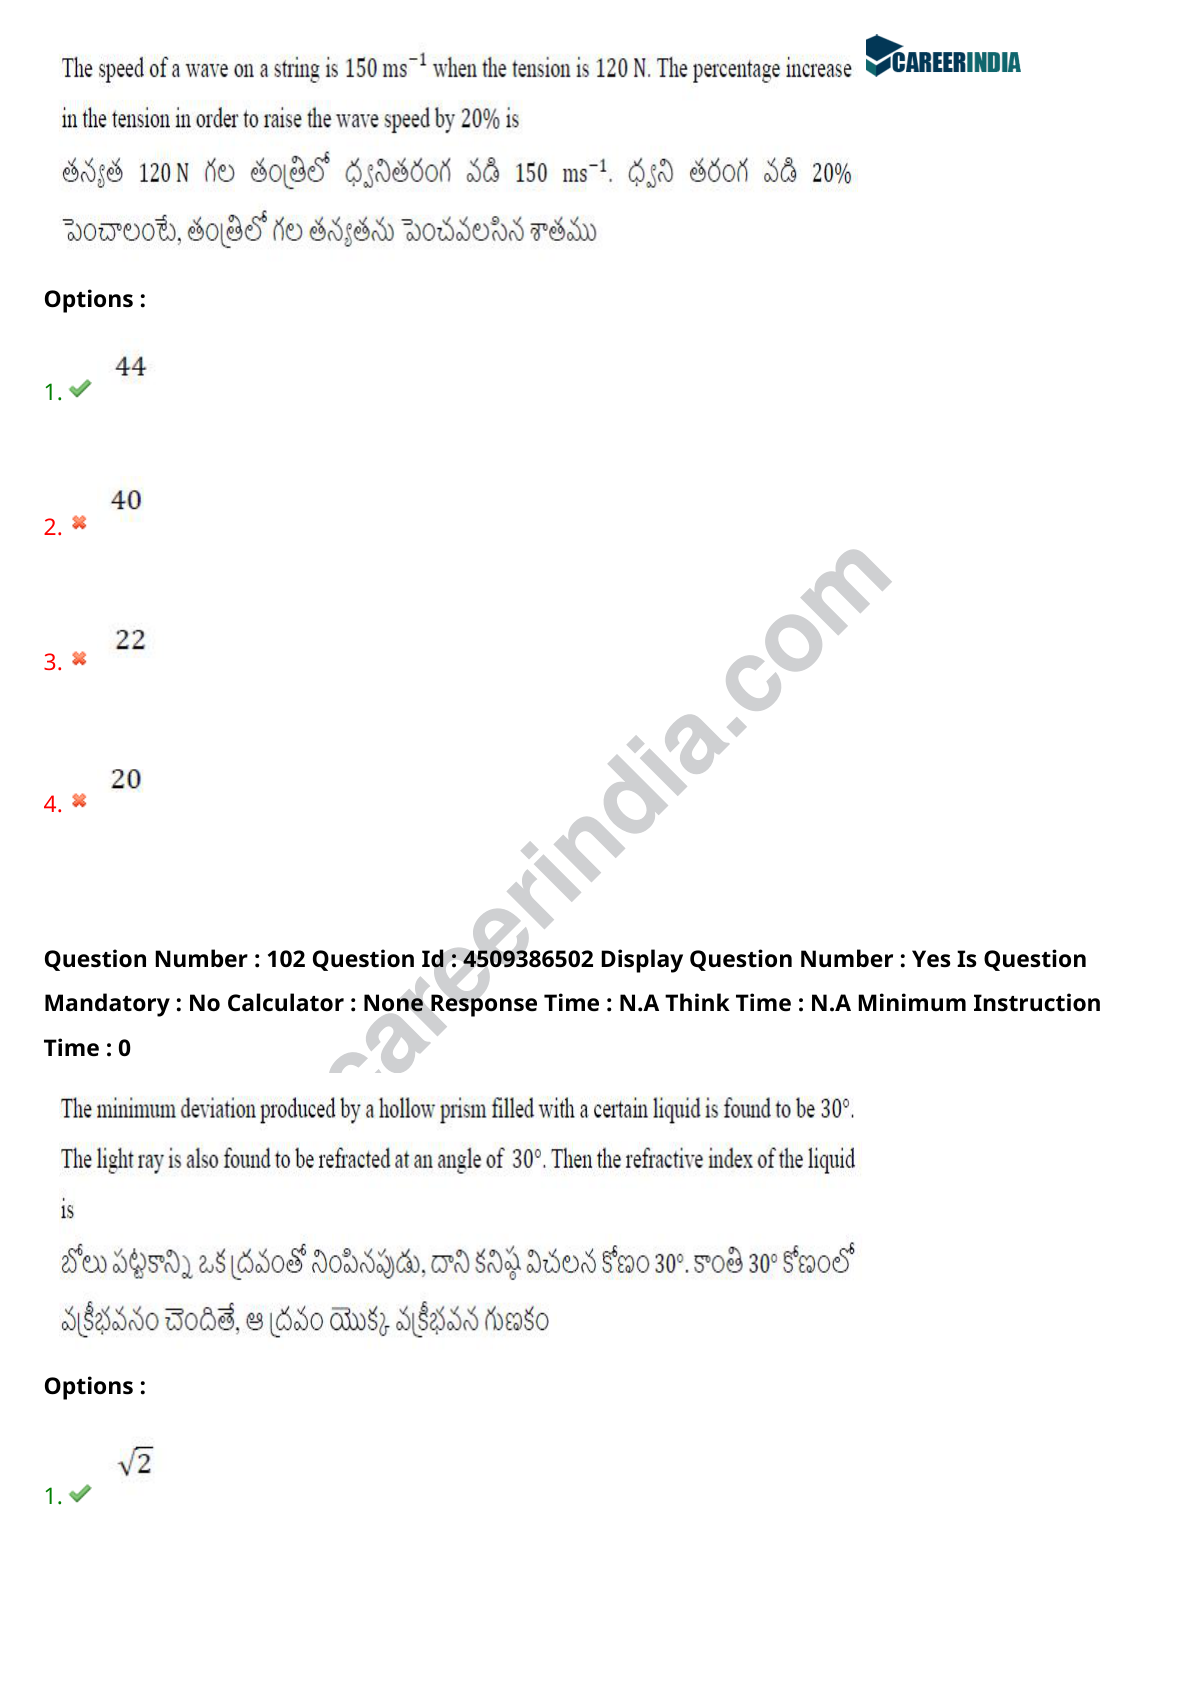 CAREERINDIA
The speed of a wave on a string is 150 ms⁻¹ when the tension is 120 N. The percentage increase
in the tension in order to raise the wave speed by 20% is
తన్యత 120 N గల తంత్రిలో ధ్వనితరంగ వడి 150 ms⁻¹. ధ్వని తరంగ వడి 20%
పెంచాలంటే, తంత్రిలో గల తన్యతను పెంచవలసిన శాతము
Options :
1. 44
2. 40
3. 22
4. 20
careerindia.com
Question Number : 102 Question Id : 4509386502 Display Question Number : Yes Is Question
Mandatory : No Calculator : None Response Time : N.A Think Time : N.A Minimum Instruction
Time : 0
The minimum deviation produced by a hollow prism filled with a certain liquid is found to be 30°.
The light ray is also found to be refracted at an angle of 30°. Then the refractive index of the liquid
is
బోలు పట్టకాన్ని ఒక ద్రవంతో నింపినపుడు, దాని కనిష్ఠ విచలన కోణం 30°. కాంతి 30° కోణంలో
వక్రీభవనం చెందితే, ఆ ద్రవం యొక్క వక్రీభవన గుణకం
Options :
1. √2